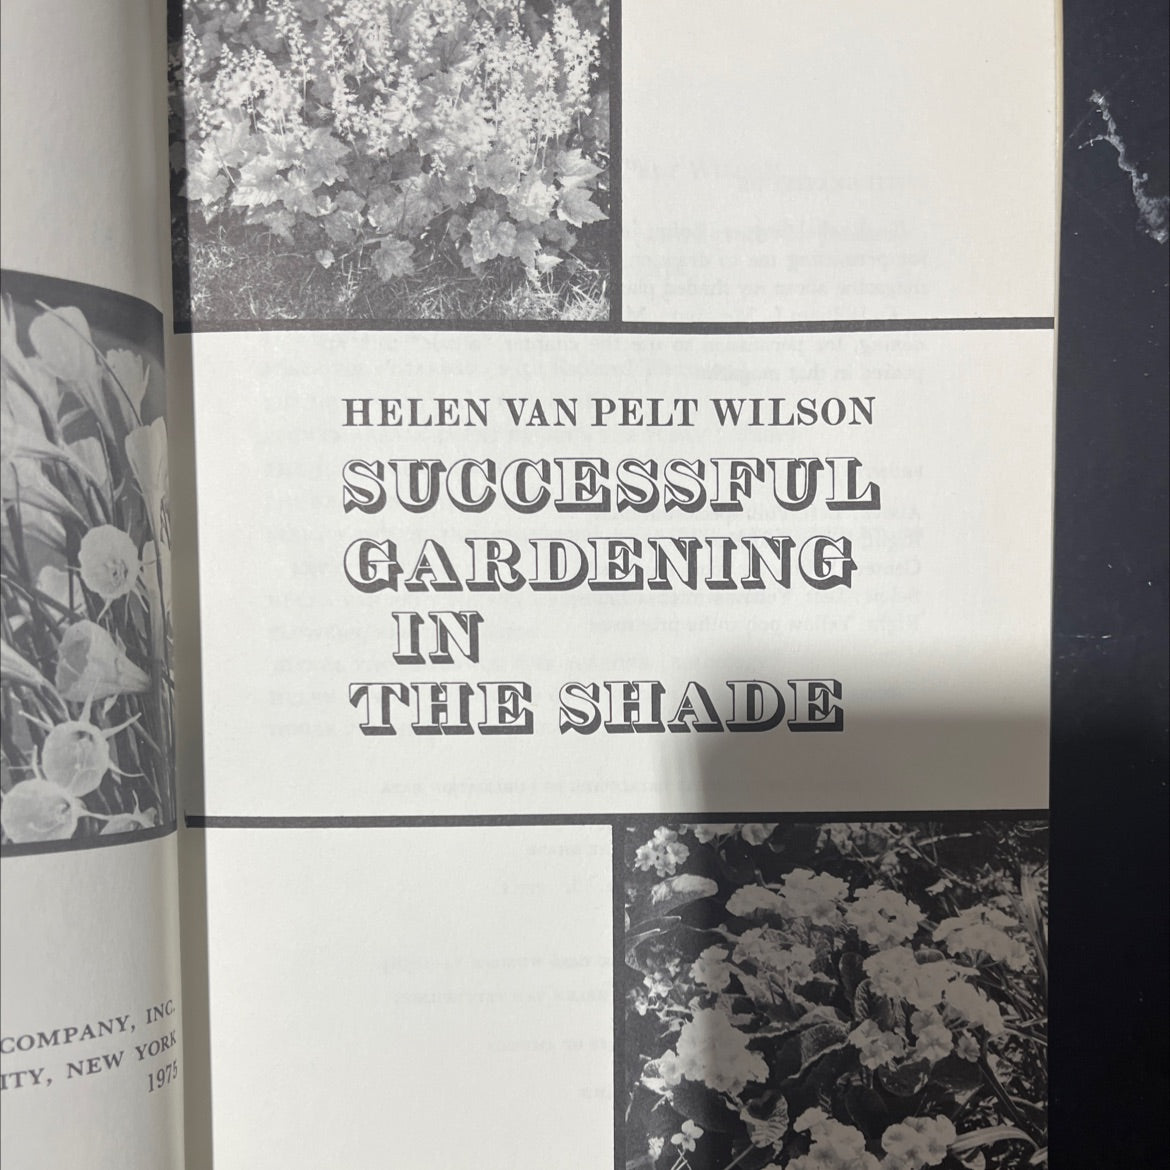 HELEN VAN PELT WILSON
SUCCESSFUL
GARDENING
IN
THE SHADE
COMPANY, INC.
ITY, NEW YORK
1975